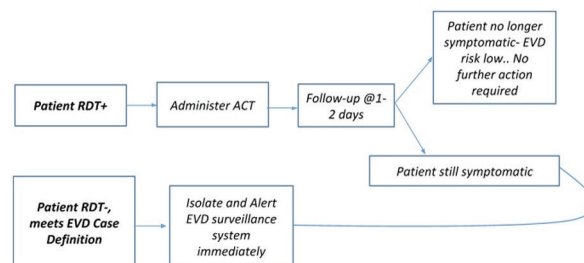 Patient no longer
symptomatic- EVD
risk low.. No
further action
required
Patient RDT+
Administer ACT
Follow-up @1-
2 days
Patient still symptomatic
Patient RDT-,
meets EVD Case
Definition
Isolate and Alert
EVD surveillance
system
immediately